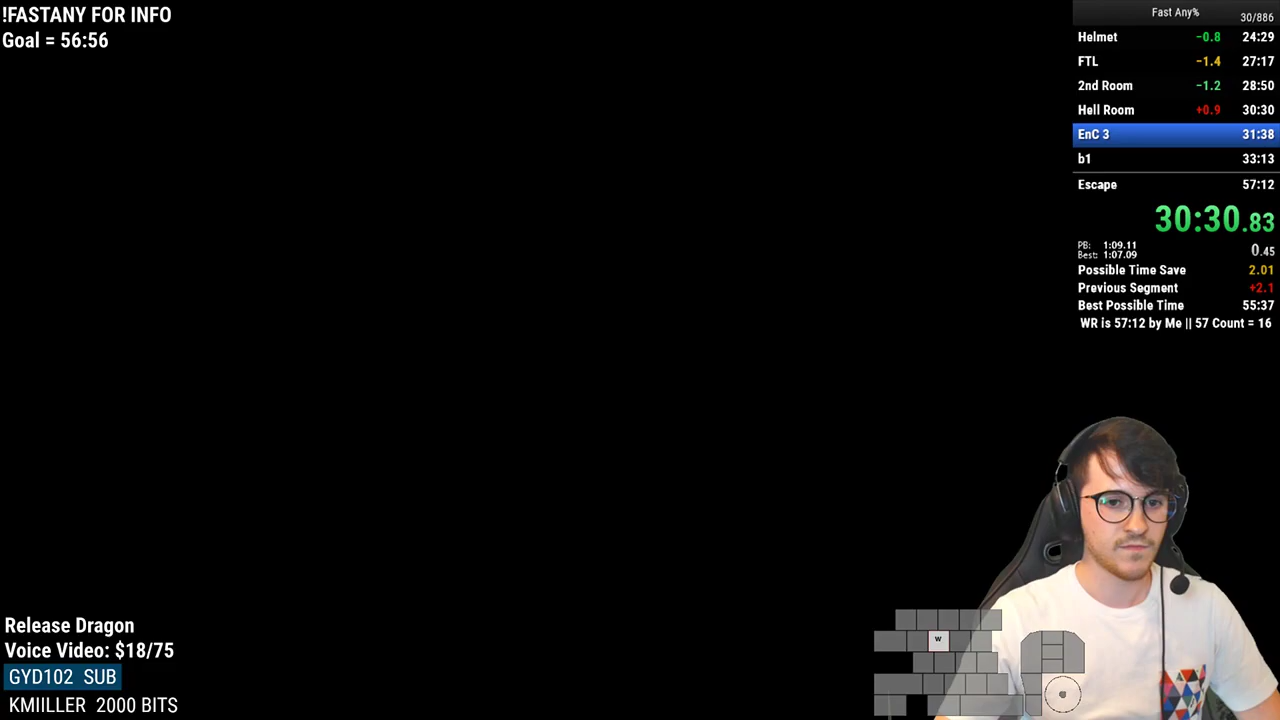 !FASTANY FOR INFO
Goal = 56:56
Fast Any% 30/886
Helmet -0.8 24:29
FTL -1.4 27:17
2nd Room -1.2 28:50
Hell Room +0.9 30:30
EnC 3 31:38
b1 33:13
Escape 57:12
30:30.83
PB: 1:09.11
Best: 1:07.09 0.45
Possible Time Save 2.01
Previous Segment +2.1
Best Possible Time 55:37
WR is 57:12 by Me || 57 Count = 16
W
Release Dragon
Voice Video: $18/75
GYD102 SUB
KMIILLER 2000 BITS